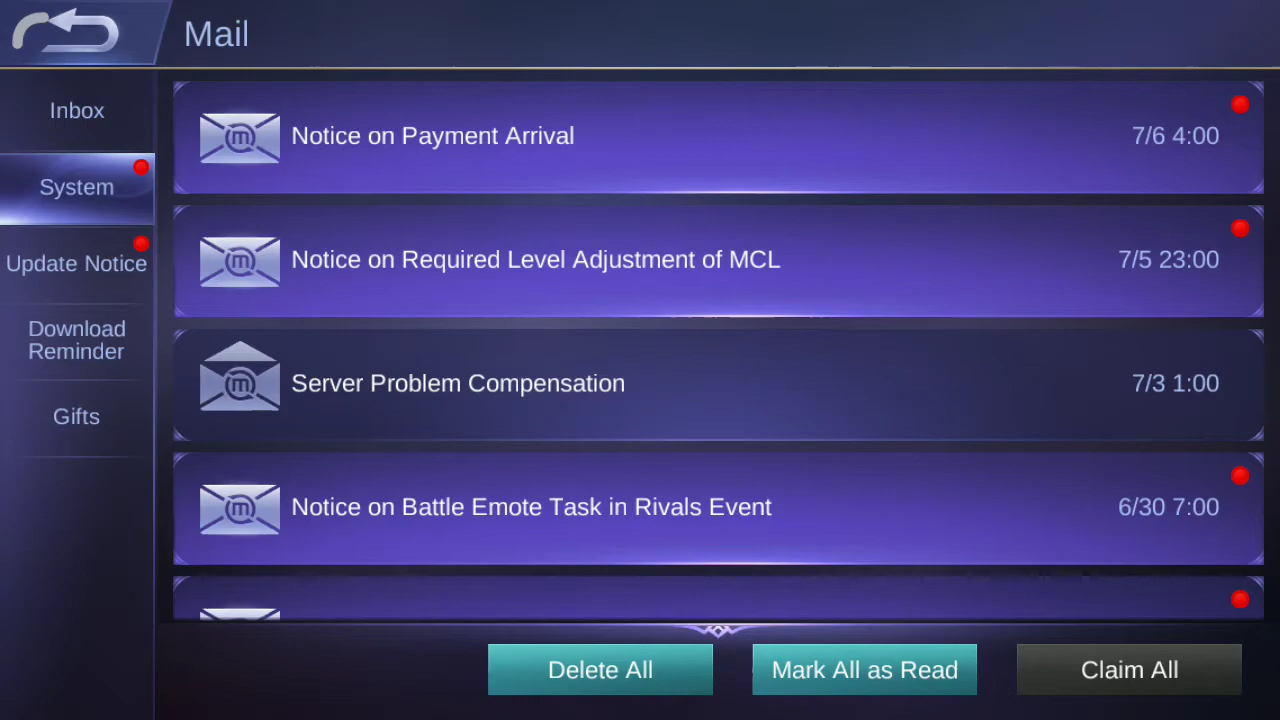 Mail
Inbox
System
Update Notice
Download
Reminder
Gifts
Notice on Payment Arrival
7/6 4:00
Notice on Required Level Adjustment of MCL
7/5 23:00
Server Problem Compensation
7/3 1:00
Notice on Battle Emote Task in Rivals Event
6/30 7:00
Delete All
Mark All as Read
Claim All